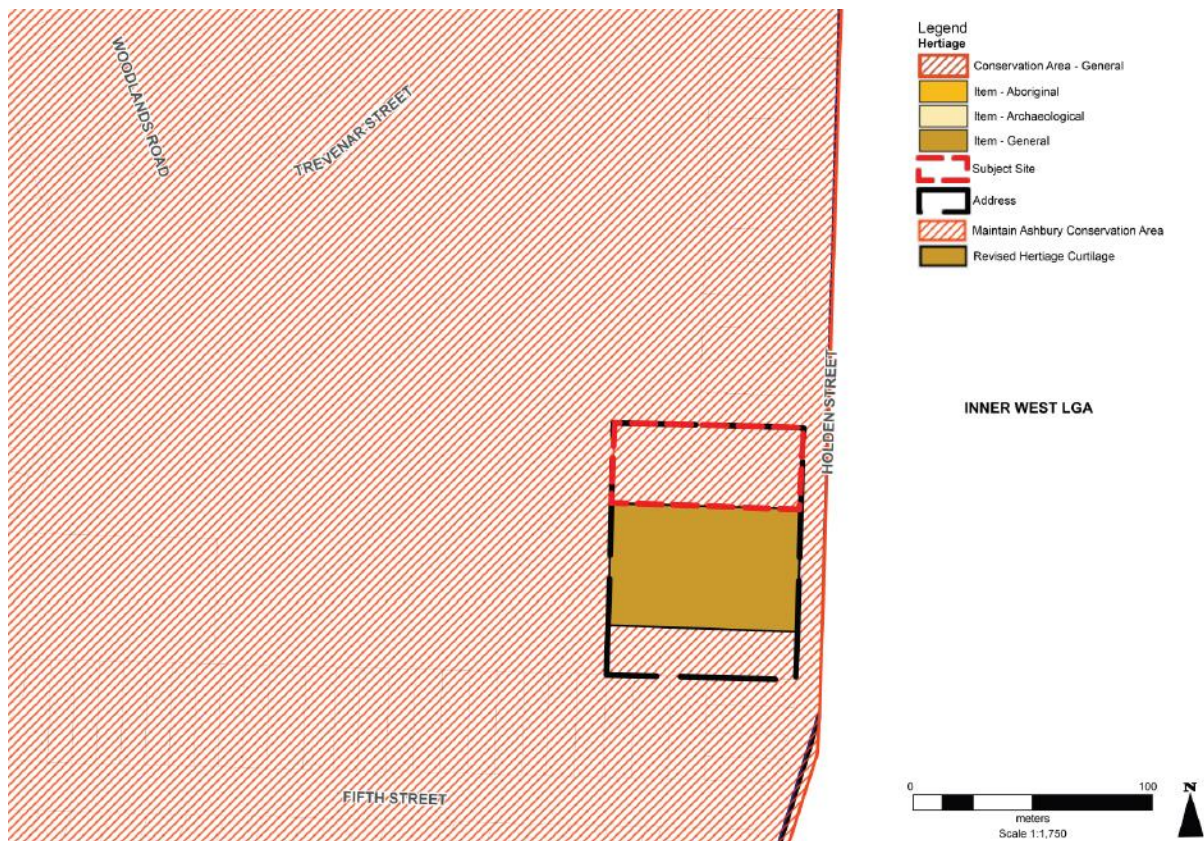 WOODLANDS ROAD
TREVENAR STREET
HOLDEN STREET
FIFTH STREET
Legend
Hertiage
Conservation Area - General
Item - Aboriginal
Item - Archaeological
Item - General
Subject Site
Address
Maintain Ashbury Conservation Area
Revised Hertiage Curtilage
INNER WEST LGA
0 100
meters
Scale 1:1,750
N